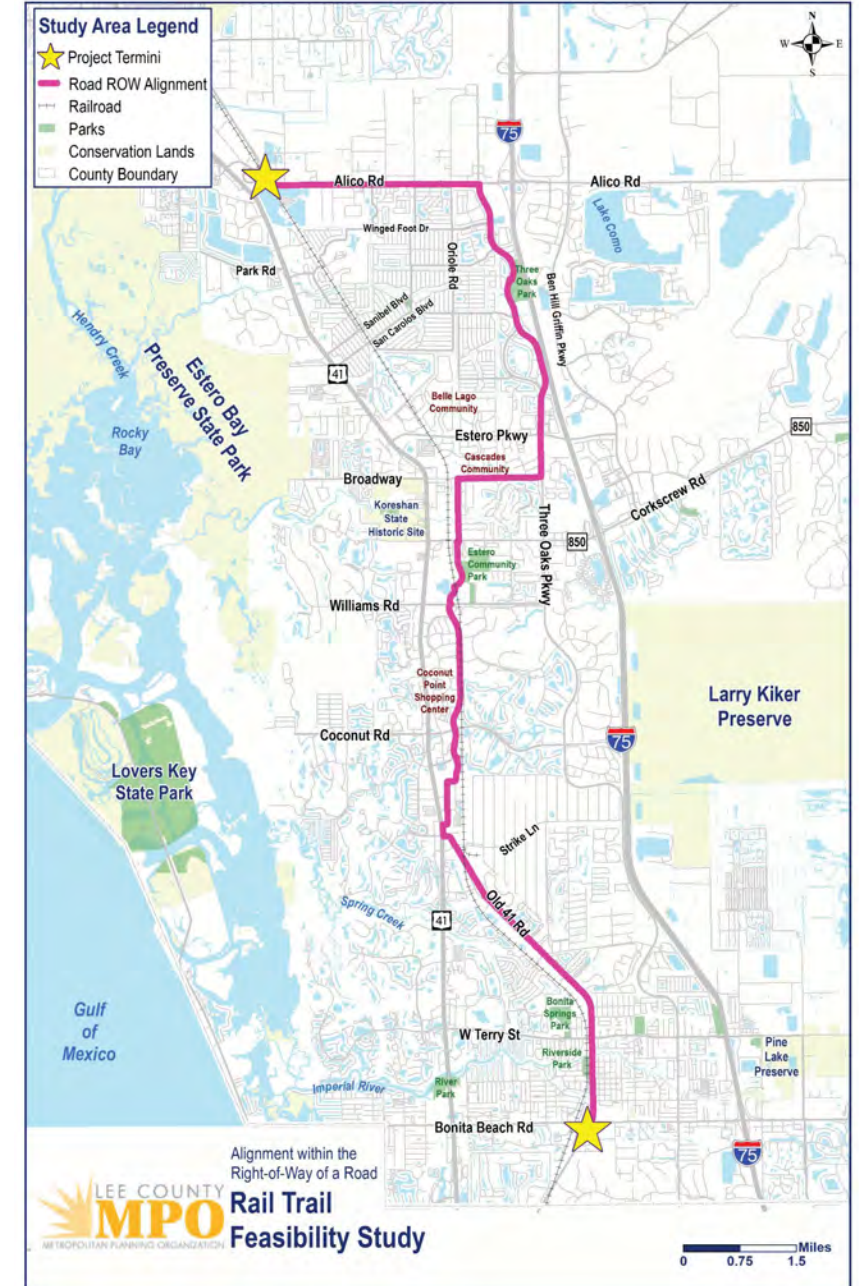 Study Area Legend
Project Termini
Road ROW Alignment
Railroad
Parks
Conservation Lands
County Boundary
N
W E
S
75
Alico Rd
Alico Rd
Lake Como
Winged Foot Dr
Oriole Rd
Park Rd
Three
Oaks
Park
Ben Hill Griffin Pkwy
Sanibel Blvd
San Carolos Blvd
Hendry Creek
Estero Bay
Preserve State Park
41
Belle Lago
Community
Rocky
Bay
Estero Pkwy
850
Cascades
Community
Broadway
Corkscrew Rd
Koreshan
State
Historic Site
Three Oaks Pkwy
850
Estero
Community
Park
Williams Rd
Coconut
Point
Shopping
Center
Larry Kiker
Preserve
Coconut Rd
75
Lovers Key
State Park
Strike Ln
Old 41 Rd
Spring Creek
41
Gulf
of
Mexico
Bonita
Springs
Park
W Terry St
Riverside
Park
Pine
Lake
Preserve
Imperial River
River
Park
Bonita Beach Rd
75
Alignment within the
Right-of-Way of a Road
LEE COUNTY
MPO
METROPOLITAN PLANNING ORGANIZATION
Rail Trail
Feasibility Study
Miles
0 0.75 1.5